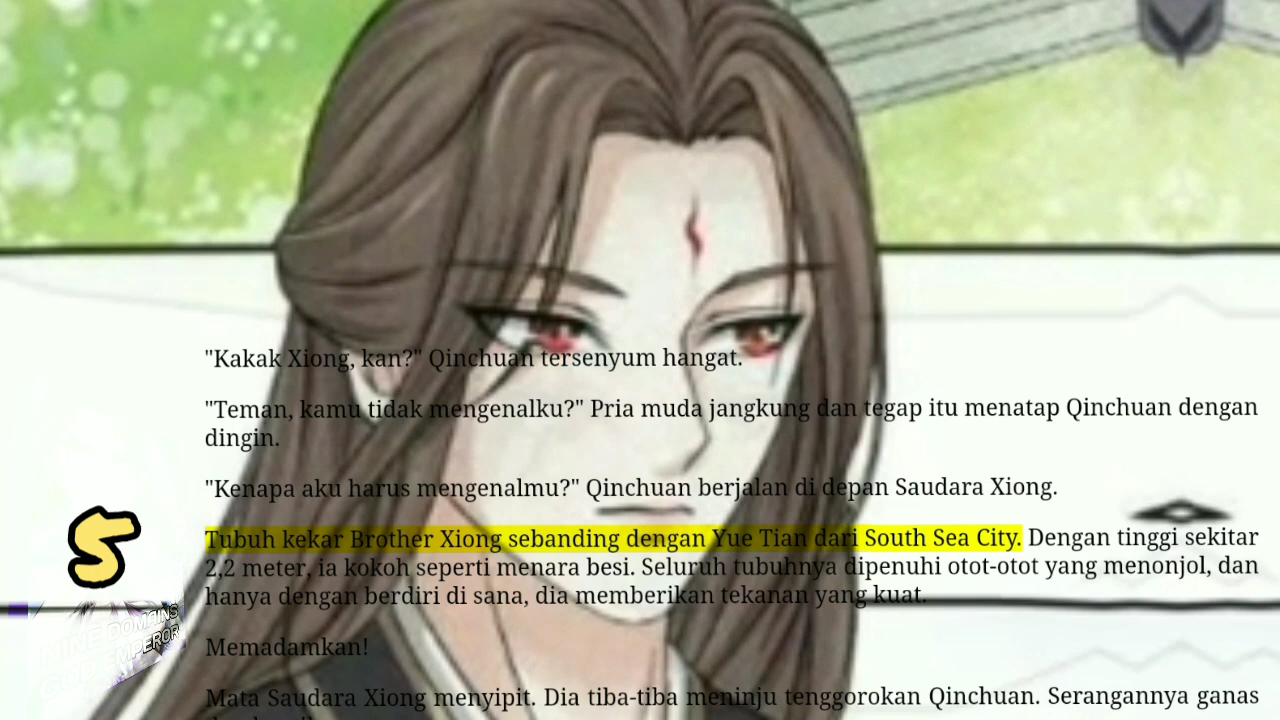 "Kakak Xiong, kan?" Qinchuan tersenyum hangat.
"Teman, kamu tidak mengenalku?" Pria muda jangkung dan tegap itu menatap Qinchuan dengan
dingin.
"Kenapa aku harus mengenalmu?" Qinchuan berjalan di depan Saudara Xiong.
Tubuh kekar Brother Xiong sebanding dengan Yue Tian dari South Sea City. Dengan tinggi sekitar
2,2 meter, ia kokoh seperti menara besi. Seluruh tubuhnya dipenuhi otot-otot yang menonjol, dan
hanya dengan berdiri di sana, dia memberikan tekanan yang kuat.
Memadamkan!
Mata Saudara Xiong menyipit. Dia tiba-tiba meninju tenggorokan Qinchuan. Serangannya ganas
S
NINE DOMAINS
GOD EMPEROR